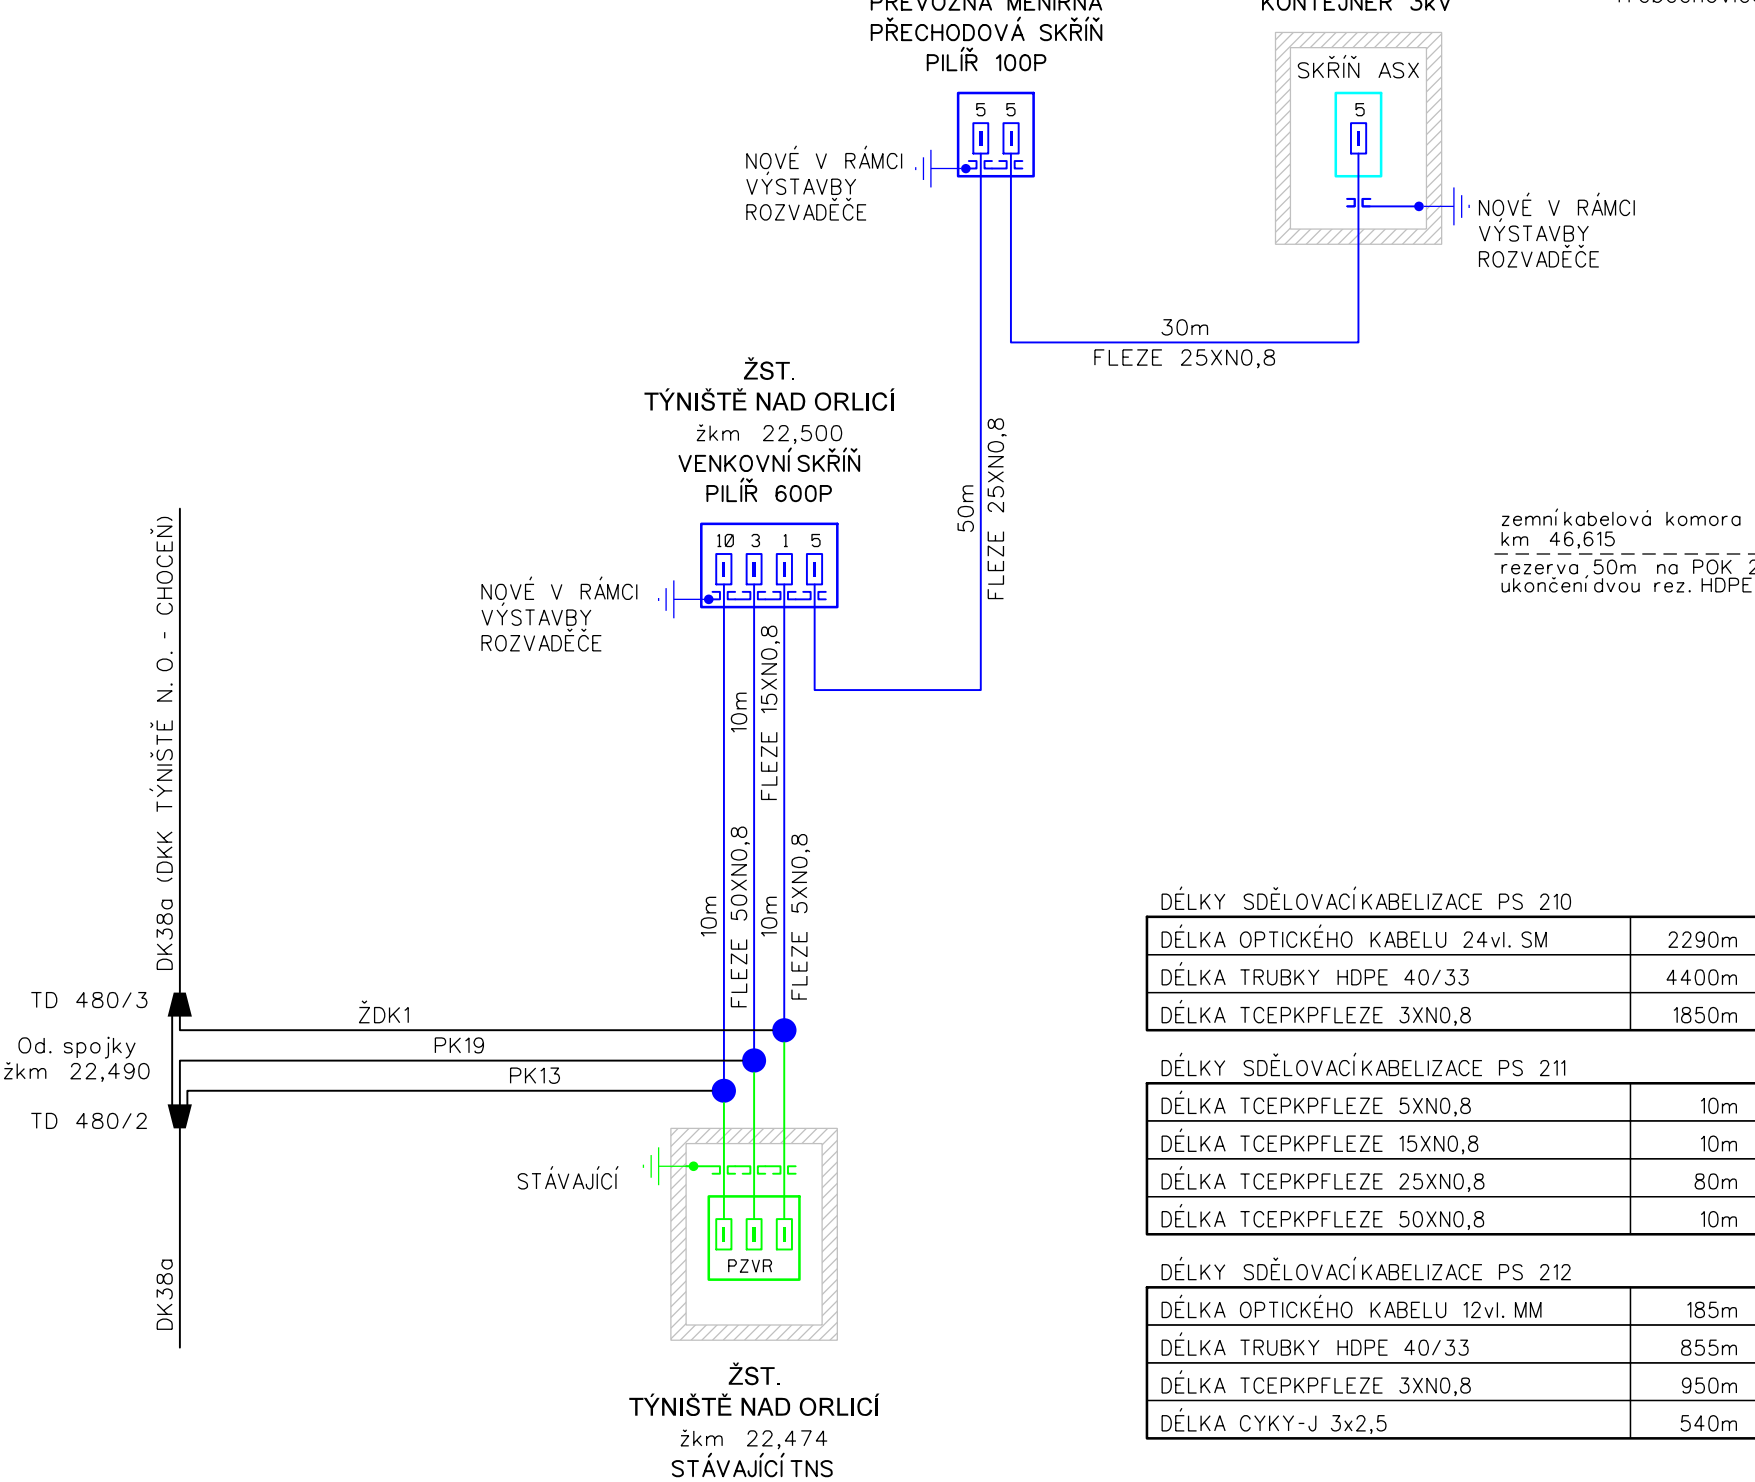 PŘEVOZNÁ MĚNÍRNA
PŘECHODOVÁ SKŘÍŇ
PILÍŘ 100P
KONTEJNER 3kV
SKŘÍŇ ASX
5 5
5
NOVÉ V RÁMCI
VÝSTAVBY
ROZVADĚČE
NOVÉ V RÁMCI
VÝSTAVBY
ROZVADĚČE
30m
FLEZE 25XN0,8
ŽST.
TÝNIŠTĚ NAD ORLICÍ
žkm 22,500
VENKOVNÍ SKŘÍŇ
PILÍŘ 600P
50m
FLEZE 25XN0,8
10 3 1 5
NOVÉ V RÁMCI
VÝSTAVBY
ROZVADĚČE
zemní kabelová komora
km 46,615
rezerva 50m na POK 2
ukončení dvou rez. HDPE
DK38a (DKK TÝNIŠTĚ N. O. - CHOCEŇ)
10m
FLEZE 50XN0,8
10m
FLEZE 15XN0,8
10m
FLEZE 5XN0,8
TD 480/3
Od. spojky
žkm 22,490
TD 480/2
ŽDK1
PK19
PK13
DK38a
STÁVAJÍCÍ
PZVR
ŽST.
TÝNIŠTĚ NAD ORLICÍ
žkm 22,474
STÁVAJÍCÍ TNS
DÉLKY SDĚLOVACÍ KABELIZACE PS 210
DÉLKA OPTICKÉHO KABELU 24vl. SM 2290m
DÉLKA TRUBKY HDPE 40/33 4400m
DÉLKA TCEPKPFLEZE 3XN0,8 1850m
DÉLKY SDĚLOVACÍ KABELIZACE PS 211
DÉLKA TCEPKPFLEZE 5XN0,8 10m
DÉLKA TCEPKPFLEZE 15XN0,8 10m
DÉLKA TCEPKPFLEZE 25XN0,8 80m
DÉLKA TCEPKPFLEZE 50XN0,8 10m
DÉLKY SDĚLOVACÍ KABELIZACE PS 212
DÉLKA OPTICKÉHO KABELU 12vl. MM 185m
DÉLKA TRUBKY HDPE 40/33 855m
DÉLKA TCEPKPFLEZE 3XN0,8 950m
DÉLKA CYKY-J 3x2,5 540m